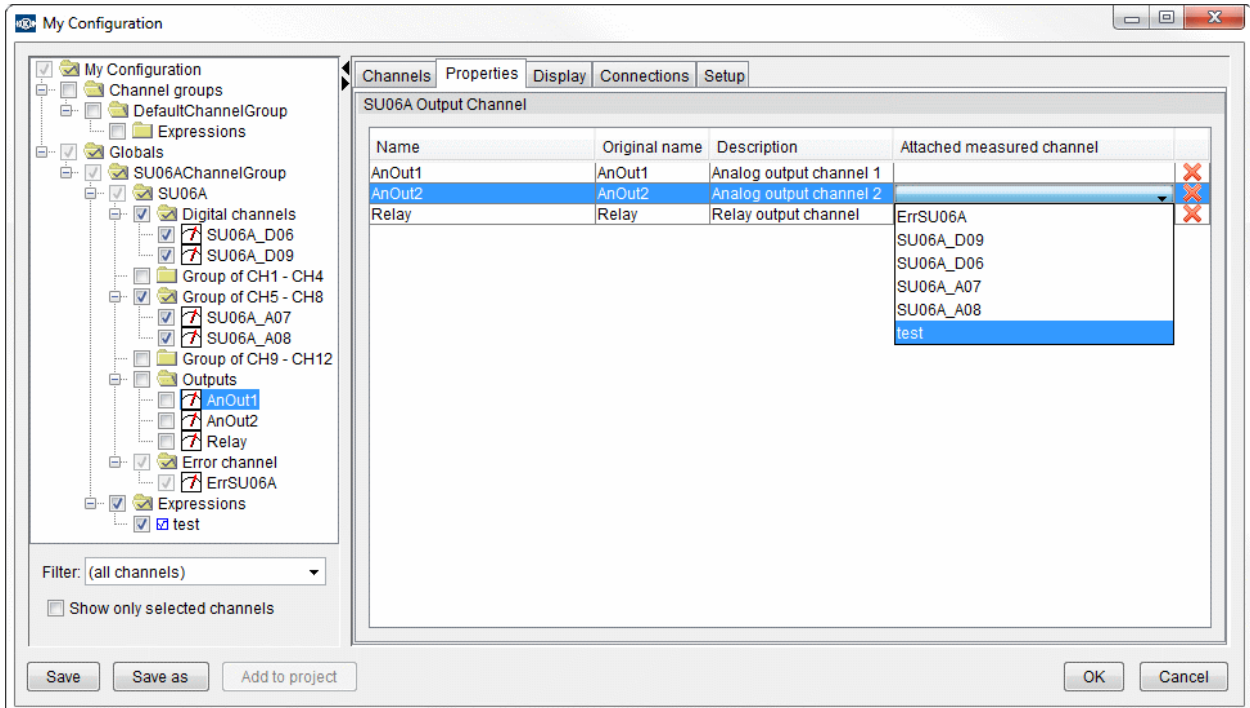 My Configuration
My Configuration
Channel groups
DefaultChannelGroup
Expressions
Globals
SU06AChannelGroup
SU06A
Digital channels
SU06A_D06
SU06A_D09
Group of CH1 - CH4
Group of CH5 - CH8
SU06A_A07
SU06A_A08
Group of CH9 - CH12
Outputs
AnOut1
AnOut2
Relay
Error channel
ErrSU06A
Expressions
test
Filter: (all channels)
Show only selected channels
Channels Properties Display Connections Setup
SU06A Output Channel
Name Original name Description Attached measured channel
AnOut1 AnOut1 Analog output channel 1
AnOut2 AnOut2 Analog output channel 2
Relay Relay Relay output channel
ErrSU06A
SU06A_D09
SU06A_D06
SU06A_A07
SU06A_A08
test
Save Save as Add to project OK Cancel